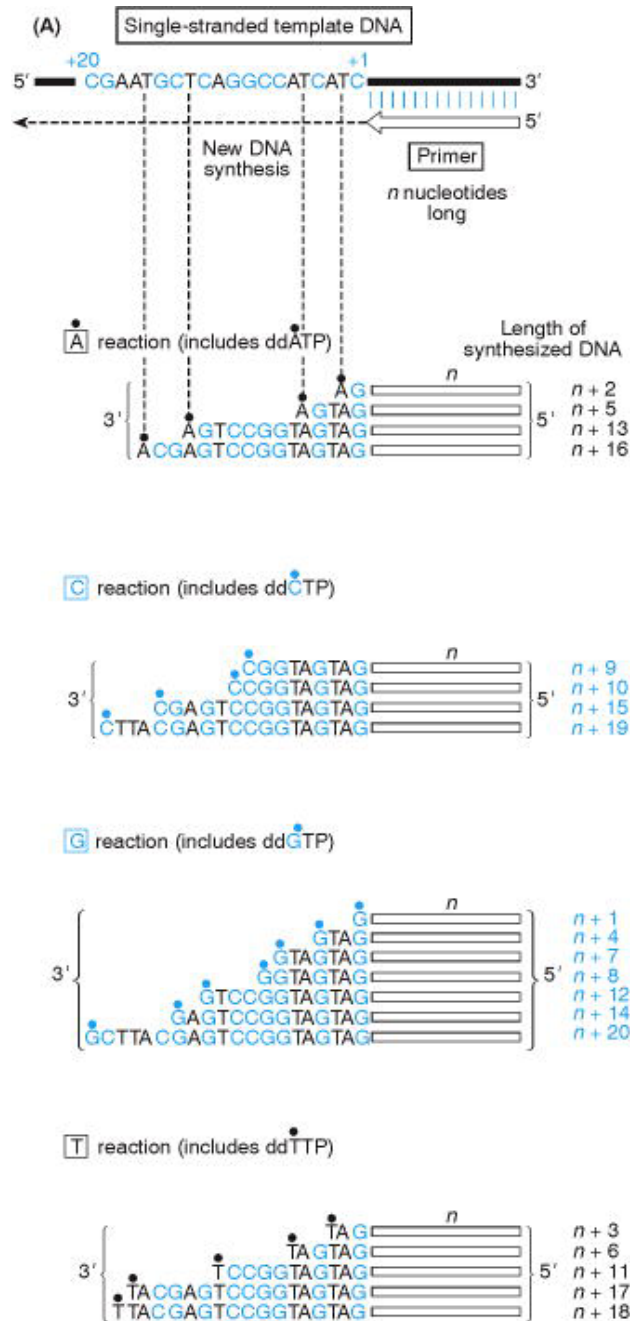 (A) Single-stranded template DNA
+20 +1
5′ CGAATGCTCAGGCCATCATC 3′
5′
New DNA
synthesis
Primer
n nucleotides
long
A reaction (includes ddATP)
Length of
synthesized DNA
n
AG n + 2
AGTAG n + 5
3′ 5′
AGTCCGGTAGTAG n + 13
ACGAGTCCGGTAGTAG n + 16
C reaction (includes ddCTP)
n
CGGTAGTAG n + 9
CCGGTAGTAG n + 10
3′ 5′
CGAGTCCGGTAGTAG n + 15
CTTACGAGTCCGGTAGTAG n + 19
G reaction (includes ddGTP)
n
G n + 1
GTAG n + 4
GTAGTAG n + 7
3′ GGTAGTAG 5′ n + 8
GTCCGGTAGTAG n + 12
GAGTCCGGTAGTAG n + 14
GCTTACGAGTCCGGTAGTAG n + 20
T reaction (includes ddTTP)
n
TAG n + 3
TAGTAG n + 6
3′ TCCGGTAGTAG 5′ n + 11
TACGAGTCCGGTAGTAG n + 17
TTACGAGTCCGGTAGTAG n + 18